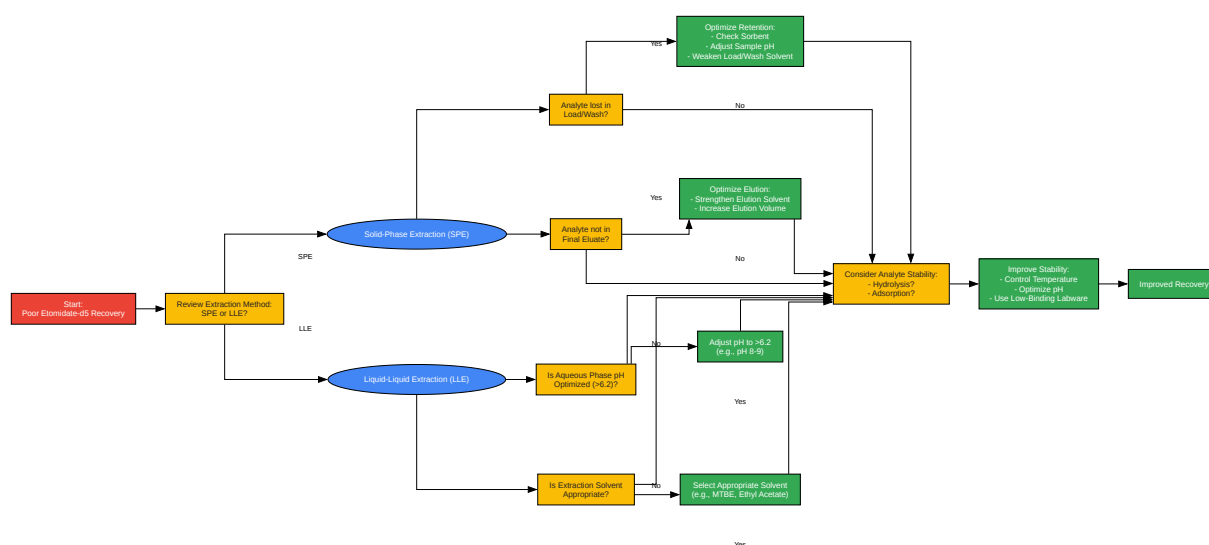 Optimize Retention:
- Check Sorbent
- Adjust Sample pH
- Weaken Load/Wash Solvent
Yes
Analyte lost in
Load/Wash?
No
Optimize Elution:
- Strengthen Elution Solvent
- Increase Elution Volume
Yes
Solid-Phase Extraction (SPE)
Analyte not in
Final Eluate?
SPE
No
Consider Analyte Stability:
- Hydrolysis?
- Adsorption?
Improve Stability:
- Control Temperature
- Optimize pH
- Use Low-Binding Labware
Improved Recovery
Start:
Poor Etomidate-d5 Recovery
Review Extraction Method:
SPE or LLE?
LLE
No
Adjust pH to >6.2
(e.g., pH 8-9)
Liquid-Liquid Extraction (LLE)
Is Aqueous Phase pH
Optimized (>6.2)?
Yes
Is Extraction Solvent
Appropriate?
No
Select Appropriate Solvent
(e.g., MTBE, Ethyl Acetate)
Yes